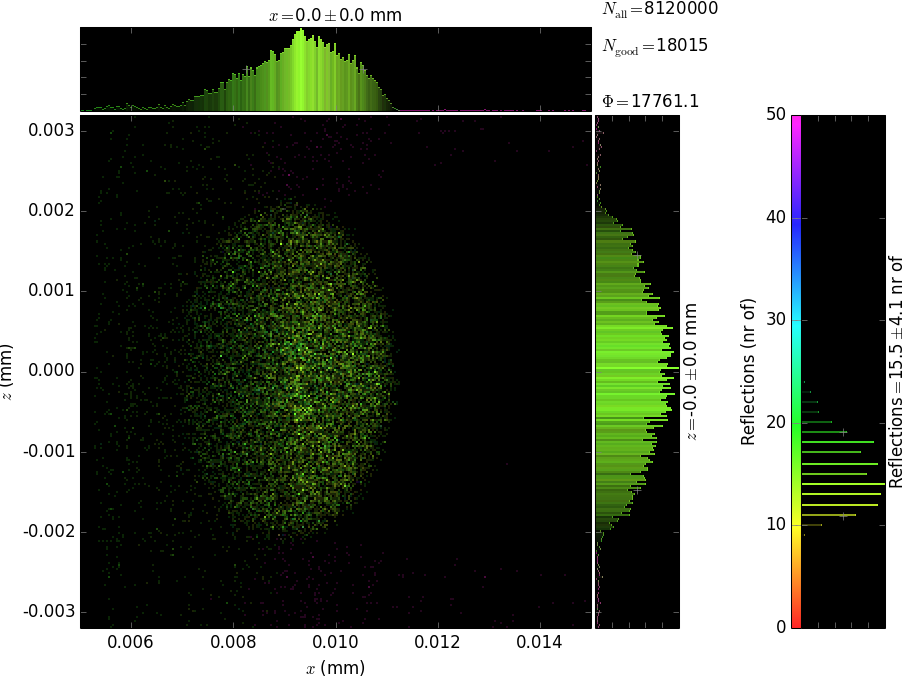 x=0.0±0.0 mm
N_all=8120000
N_good=18015
Φ=17761.1
0.003
0.002
0.001
0.000
-0.001
-0.002
-0.003
z (mm)
0.006
0.008
0.010
0.012
0.014
x (mm)
z=-0.0±0.0 mm
Reflections (nr of)
50
40
30
20
10
0
Reflections=15.5±4.1 nr of